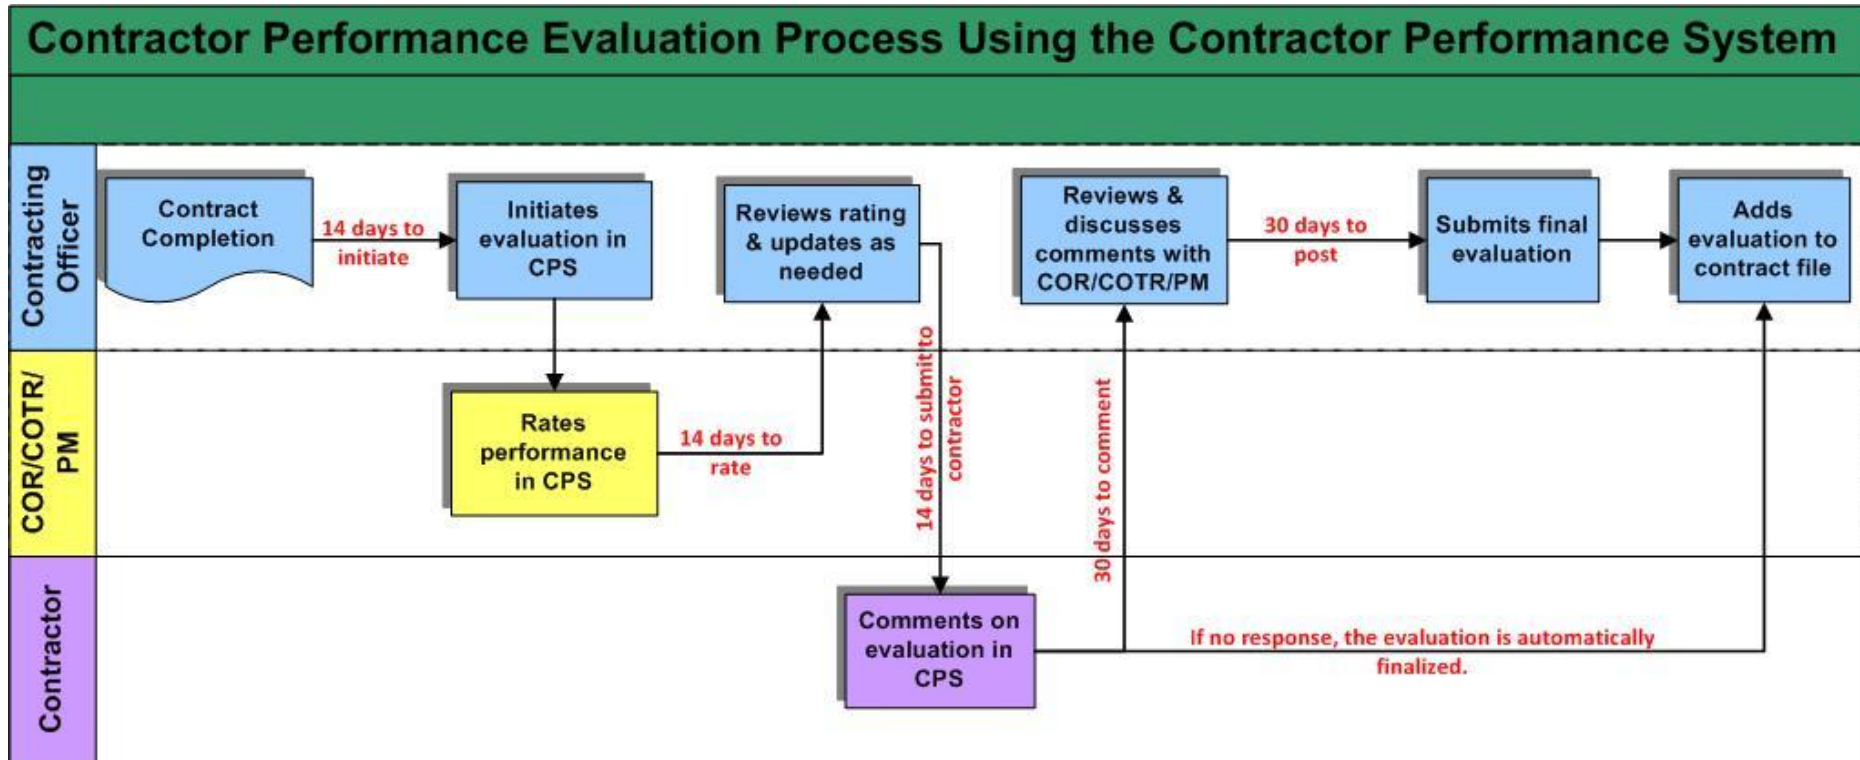 Contractor Performance Evaluation Process Using the Contractor Performance System
Contracting
Officer
Contract
Completion
14 days to
initiate
Initiates
evaluation in
CPS
Reviews rating
& updates as
needed
Reviews &
discusses
comments with
COR/COTR/PM
30 days to
post
Submits final
evaluation
Adds
evaluation to
contract file
COR/COTR/
PM
Rates
performance
in CPS
14 days to
rate
14 days to submit to
contractor
30 days to comment
Contractor
Comments on
evaluation in
CPS
If no response, the evaluation is automatically
finalized.